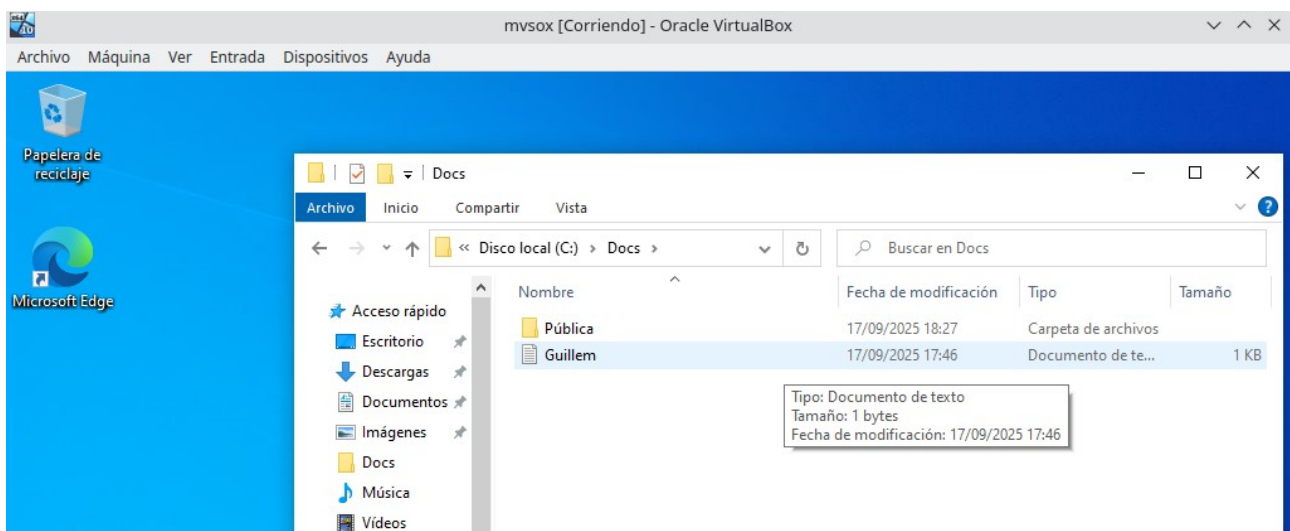 mvsox [Corriendo] - Oracle VirtualBox
Archivo Máquina Ver Entrada Dispositivos Ayuda
Papelera de
reciclaje
Microsoft Edge
Docs
Archivo Inicio Compartir Vista
« Disco local (C:) › Docs ›
Buscar en Docs
Nombre Fecha de modificación Tipo Tamaño
Acceso rápido
Escritorio
Descargas
Documentos
Imágenes
Docs
Música
Vídeos
Pública 17/09/2025 18:27 Carpeta de archivos
Guillem 17/09/2025 17:46 Documento de te... 1 KB
Tipo: Documento de texto
Tamaño: 1 bytes
Fecha de modificación: 17/09/2025 17:46